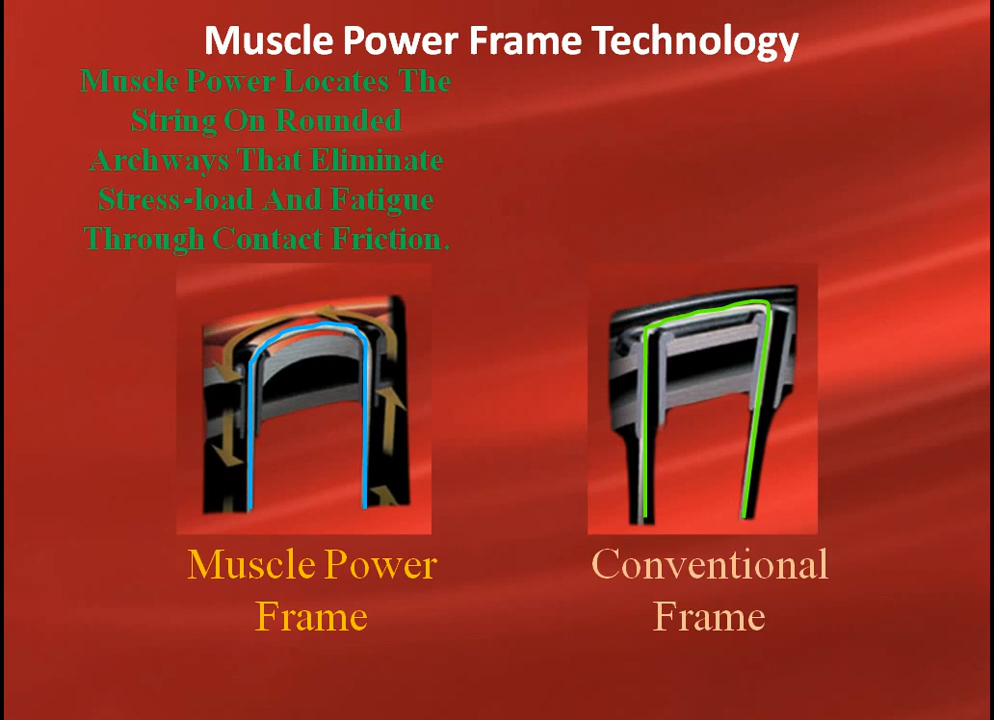 Muscle Power Frame Technology
Muscle Power Locates The
String On Rounded
Archways That Eliminate
Stress-load And Fatigue
Through Contact Friction.
Muscle Power
Frame
Conventional
Frame